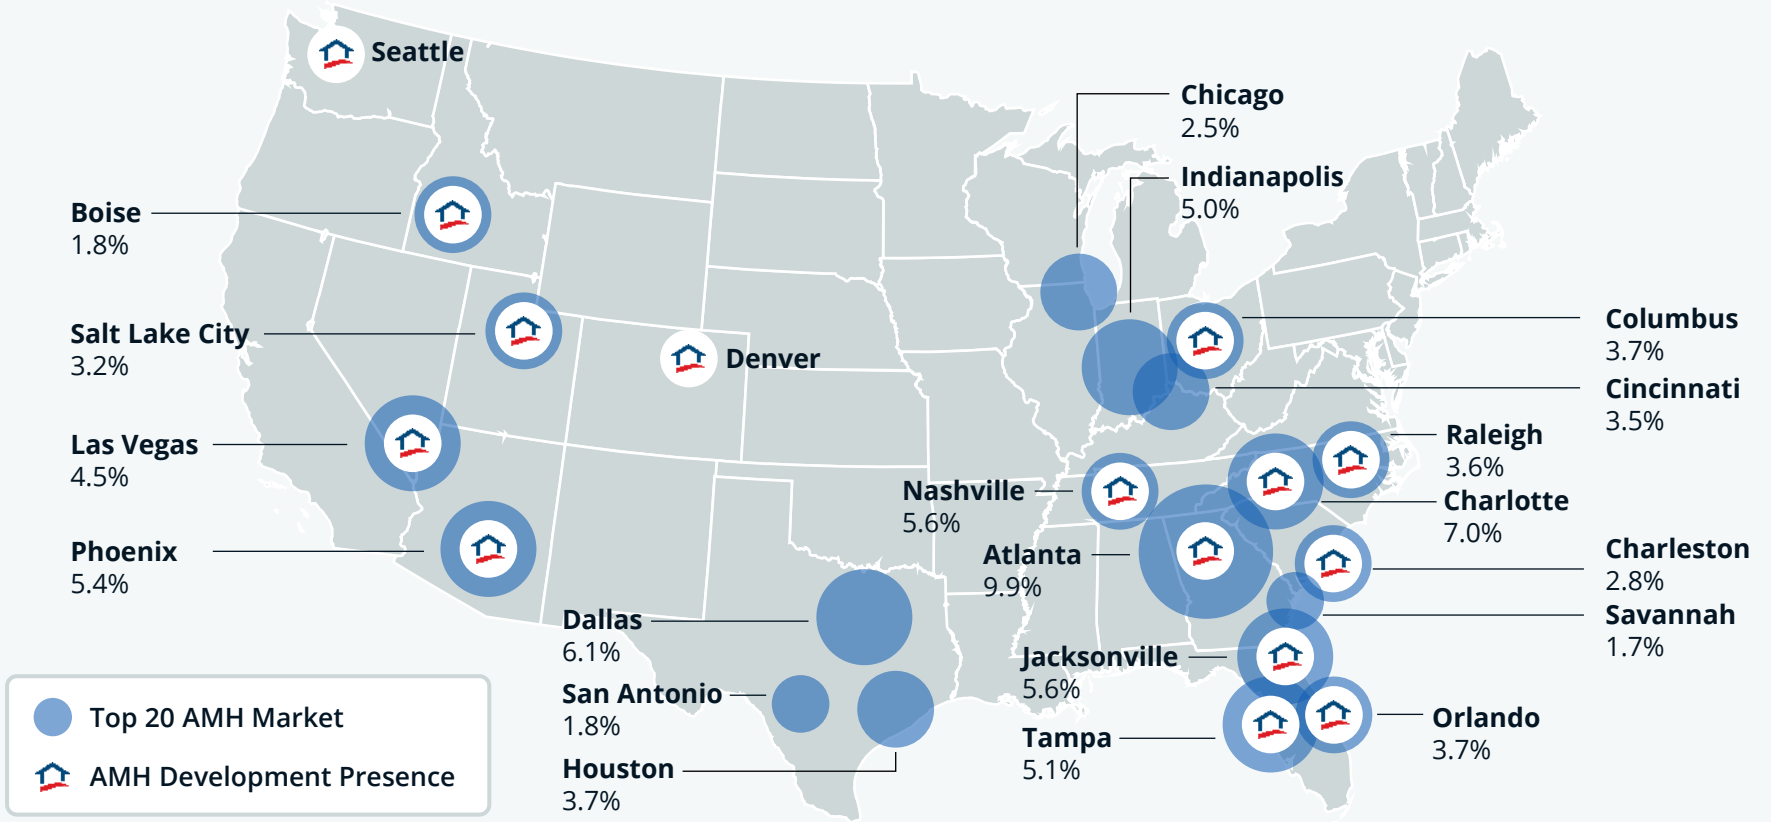 Seattle
Boise
1.8%
Salt Lake City
3.2%
Las Vegas
4.5%
Phoenix
5.4%
Denver
Dallas
6.1%
San Antonio
1.8%
Houston
3.7%
Chicago
2.5%
Indianapolis
5.0%
Columbus
3.7%
Cincinnati
3.5%
Raleigh
3.6%
Charlotte
7.0%
Nashville
5.6%
Atlanta
9.9%
Charleston
2.8%
Savannah
1.7%
Jacksonville
5.6%
Tampa
5.1%
Orlando
3.7%
Top 20 AMH Market
AMH Development Presence